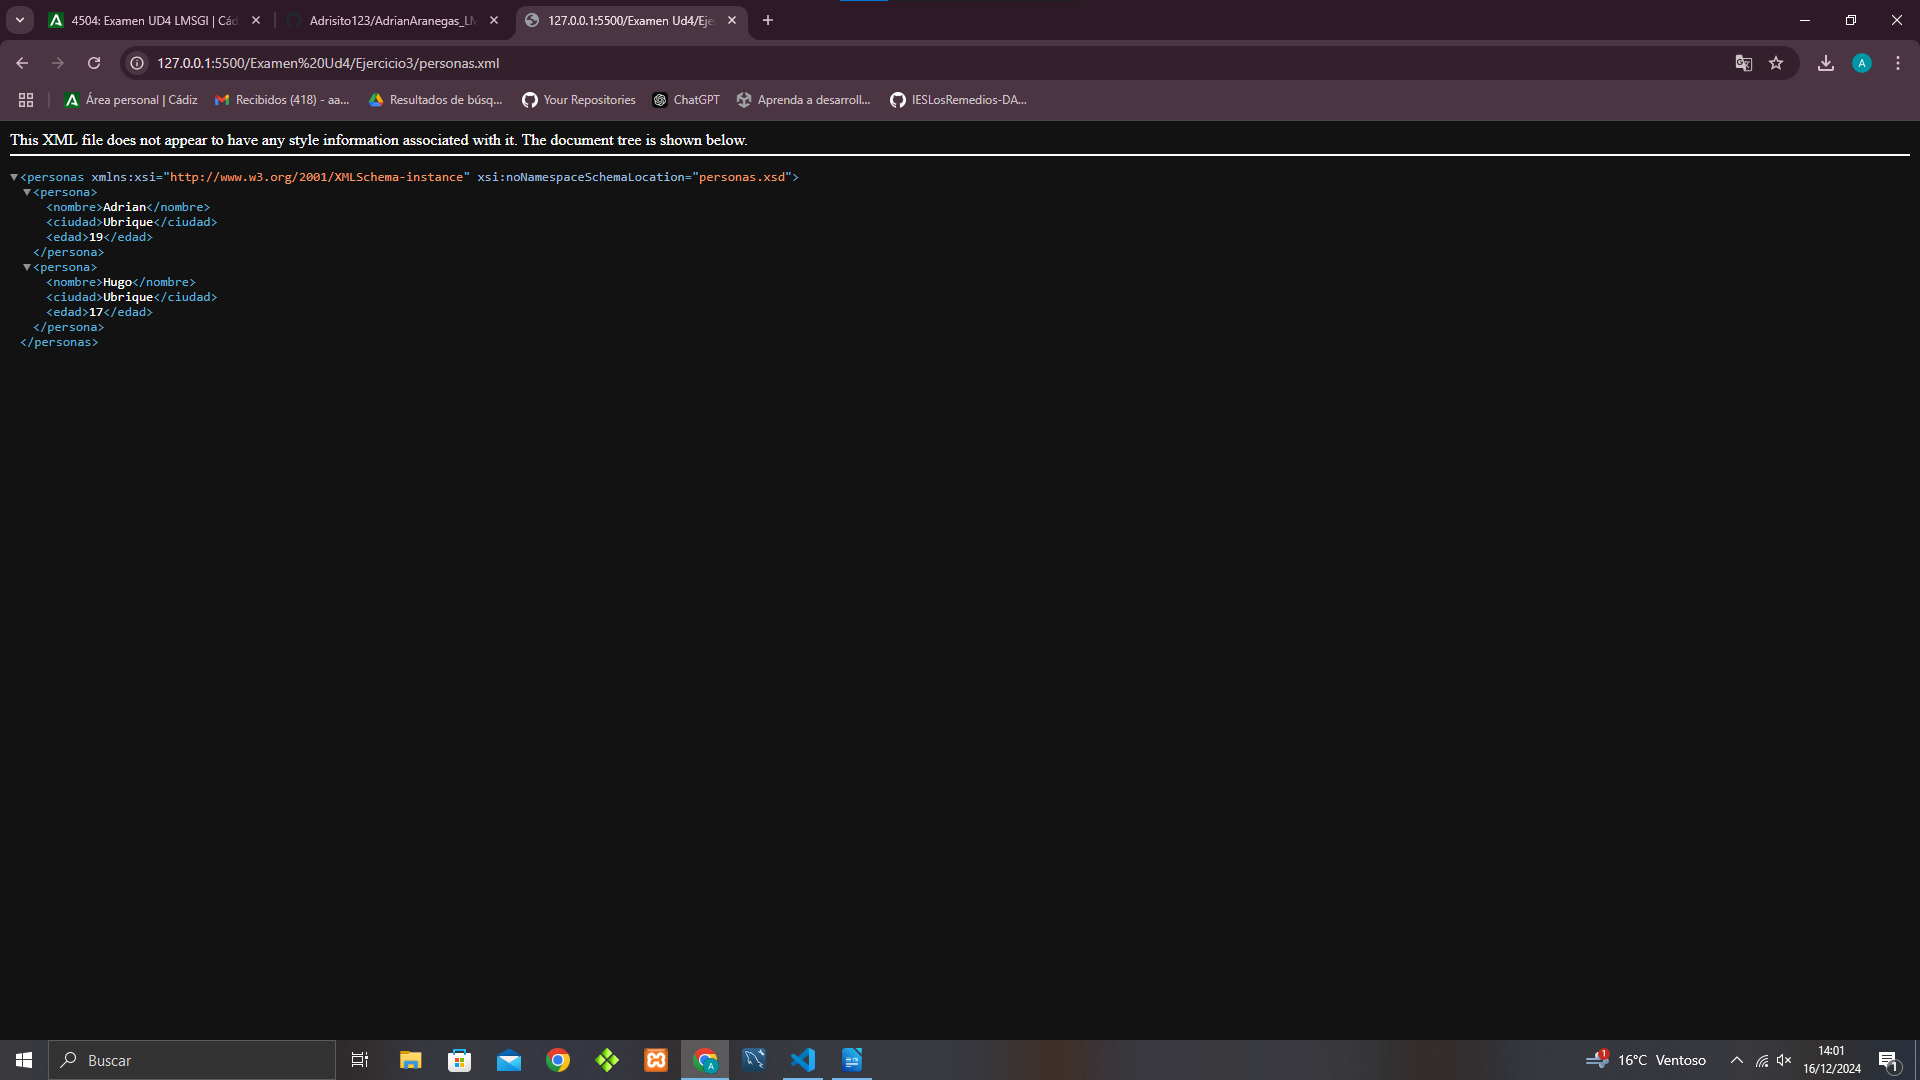 4504: Examen UD4 LMSGI | Cád
Adrisito123/AdrianAranegas_LM
127.0.0.1:5500/Examen Ud4/Eje
127.0.0.1:5500/Examen%20Ud4/Ejercicio3/personas.xml
A
Área personal | Cádiz
Recibidos (418) - aa...
Resultados de búsq...
Your Repositories
ChatGPT
Aprenda a desarroll...
IESLosRemedios-DA...
This XML file does not appear to have any style information associated with it. The document tree is shown below.
<personas xmlns:xsi="http://www.w3.org/2001/XMLSchema-instance" xsi:noNamespaceSchemaLocation="personas.xsd">
<persona>
<nombre>Adrian</nombre>
<ciudad>Ubrique</ciudad>
<edad>19</edad>
</persona>
<persona>
<nombre>Hugo</nombre>
<ciudad>Ubrique</ciudad>
<edad>17</edad>
</persona>
</personas>
Buscar
A
1
16°C Ventoso
14:01
16/12/2024
1